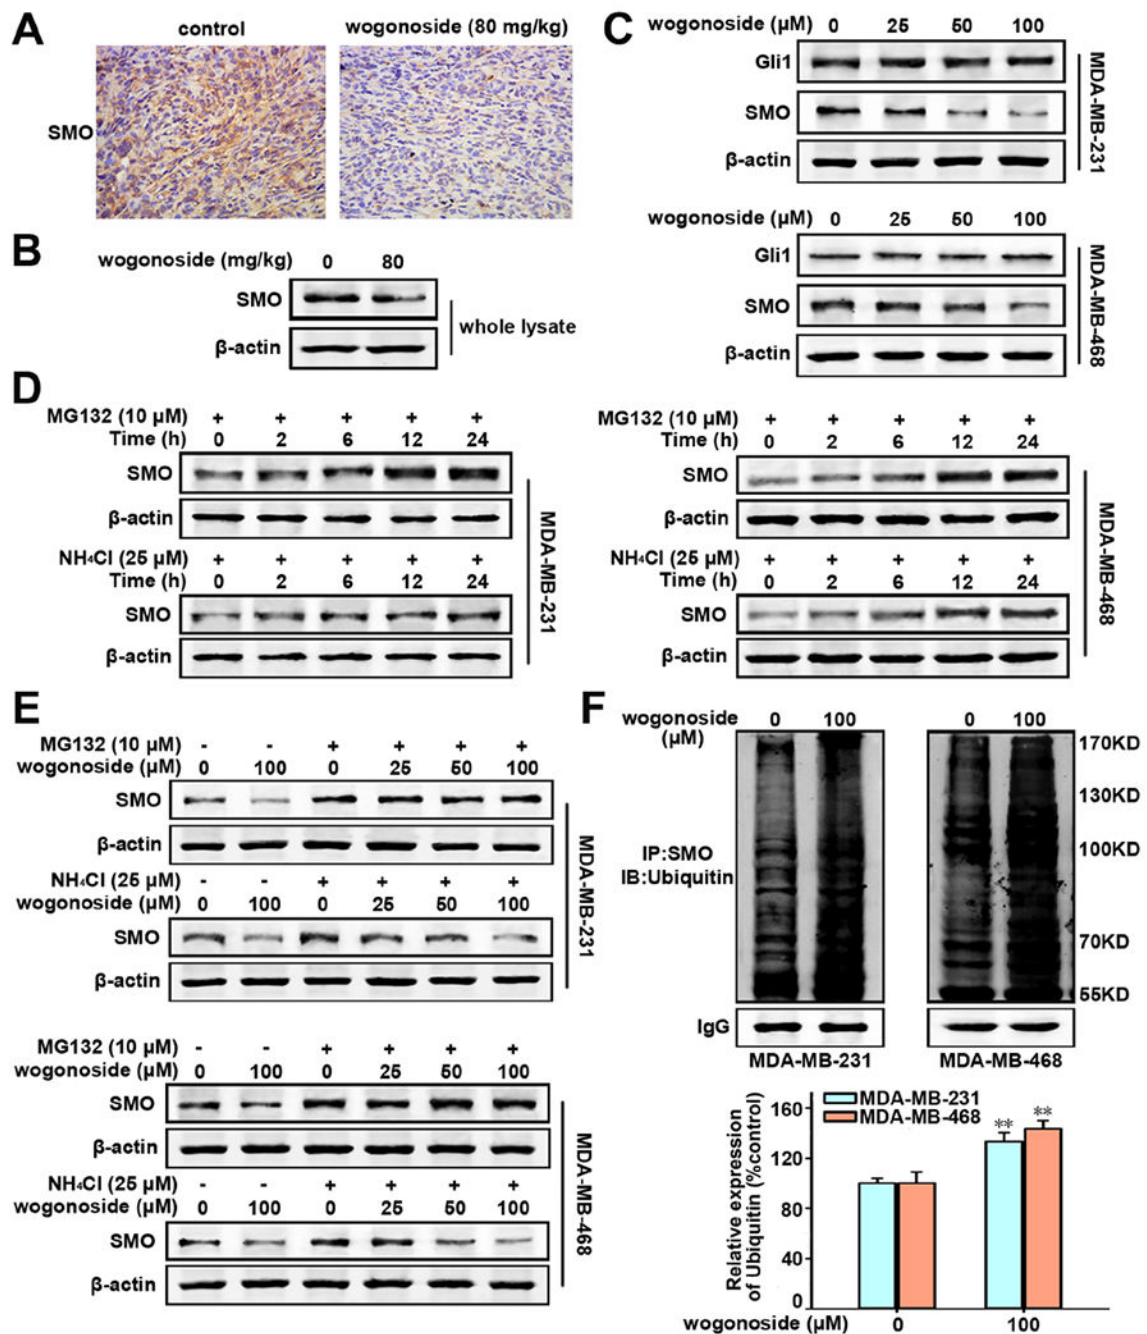 A
control
wogonoside (80 mg/kg)
SMO
B
wogonoside (mg/kg) 0 80
SMO
β-actin
whole lysate
C
wogonoside (μM) 0 25 50 100
Gli1
SMO
β-actin
MDA-MB-231
wogonoside (μM) 0 25 50 100
Gli1
SMO
β-actin
MDA-MB-468
D
MG132 (10 μM) + + + + +
Time (h) 0 2 6 12 24
SMO
β-actin
NH₄Cl (25 μM) + + + + +
Time (h) 0 2 6 12 24
SMO
β-actin
MDA-MB-231
MG132 (10 μM) + + + + +
Time (h) 0 2 6 12 24
SMO
β-actin
NH₄Cl (25 μM) + + + + +
Time (h) 0 2 6 12 24
SMO
β-actin
MDA-MB-468
E
MG132 (10 μM) - - + + + +
wogonoside (μM) 0 100 0 25 50 100
SMO
β-actin
NH₄Cl (25 μM) - - + + + +
wogonoside (μM) 0 100 0 25 50 100
SMO
β-actin
MDA-MB-231
MG132 (10 μM) - - + + + +
wogonoside (μM) 0 100 0 25 50 100
SMO
β-actin
NH₄Cl (25 μM) - - + + + +
wogonoside (μM) 0 100 0 25 50 100
SMO
β-actin
MDA-MB-468
F
wogonoside 0 100 0 100
(μM)
170KD
130KD
100KD
70KD
55KD
IP:SMO
IB:Ubiquitin
IgG
MDA-MB-231
MDA-MB-468
Relative expression
of Ubiquitin (%control)
160
120
80
40
0
MDA-MB-231
MDA-MB-468
** **
wogonoside (μM) 0 100